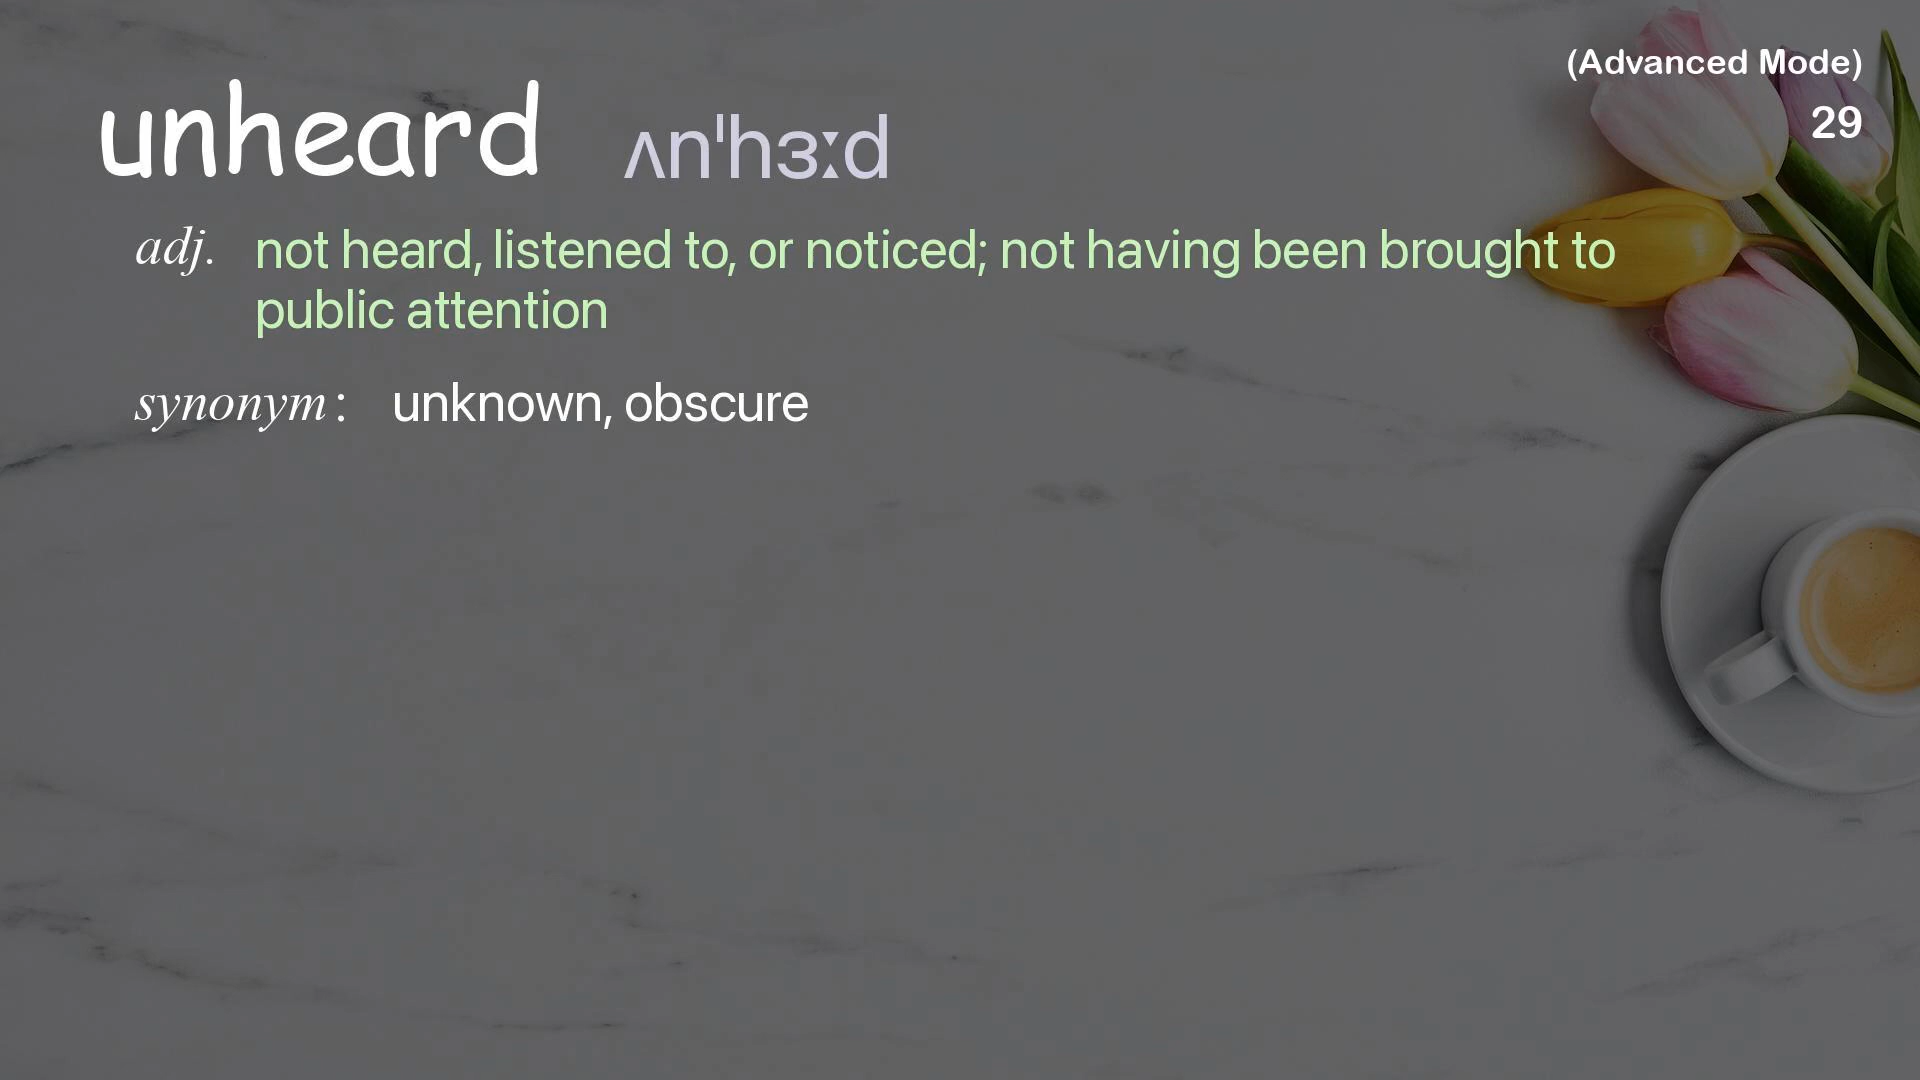 (Advanced Mode)
29
unheard ʌnˈhɜːd
adj. not heard, listened to, or noticed; not having been brought to
public attention
synonym : unknown, obscure